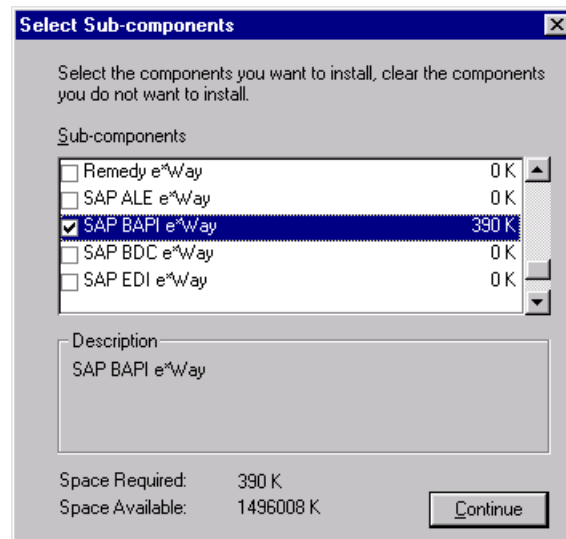 Select Sub-components
Select the components you want to install, clear the components
you do not want to install.
Sub-components
Remedy e*Way 0 K
SAP ALE e*Way 0 K
SAP BAPI e*Way 390 K
SAP BDC e*Way 0 K
SAP EDI e*Way 0 K
Description
SAP BAPI e*Way
Space Required: 390 K
Space Available: 1496008 K
Continue